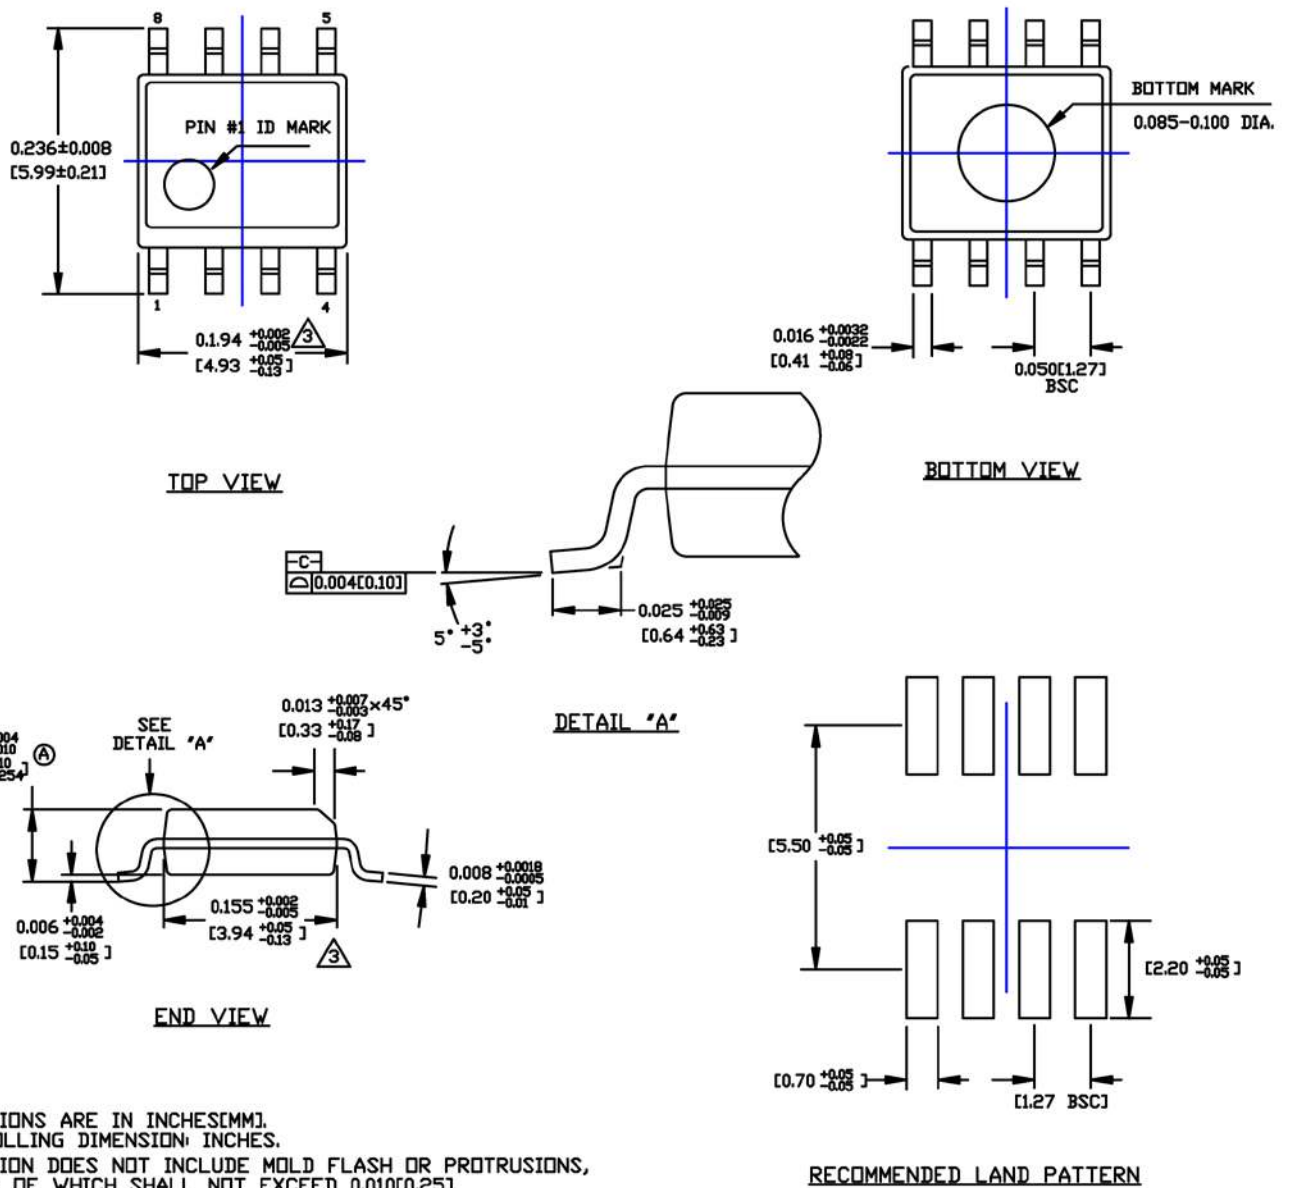 8
5
PIN #1 ID MARK
0.236±0.008
[5.99±0.21]
1
4
0.1.94 +0.002 -0.005
3
[4.93 +0.05 -0.13 ]
TOP VIEW
BOTTOM MARK
0.085-0.100 DIA.
0.016 +0.0032 -0.0022
[0.41 +0.08 -0.06 ]
0.050[1.27]
BSC
BOTTOM VIEW
-C-
0.004[0.10]
5° +3° -5°
0.025 +0.025 -0.009
[0.64 +0.63 -0.23 ]
DETAIL "A"
SEE
DETAIL "A"
0.013 +0.007 -0.003 ×45°
[0.33 +0.17 -0.08 ]
A
0.008 +0.0018 -0.0005
[0.20 +0.05 -0.01 ]
0.155 +0.002 -0.005
[3.94 +0.05 -0.13 ]
3
0.006 +0.004 -0.002
[0.15 +0.10 -0.05 ]
END VIEW
[5.50 +0.05 -0.05 ]
[2.20 +0.05 -0.05 ]
[0.70 +0.05 -0.05 ]
[1.27 BSC]
RECOMMENDED LAND PATTERN
IONS ARE IN INCHES[MM].
OLLING DIMENSION: INCHES.
ION DOES NOT INCLUDE MOLD FLASH OR PROTRUSIONS,
OF WHICH SHALL NOT EXCEED 0.010[0.25]